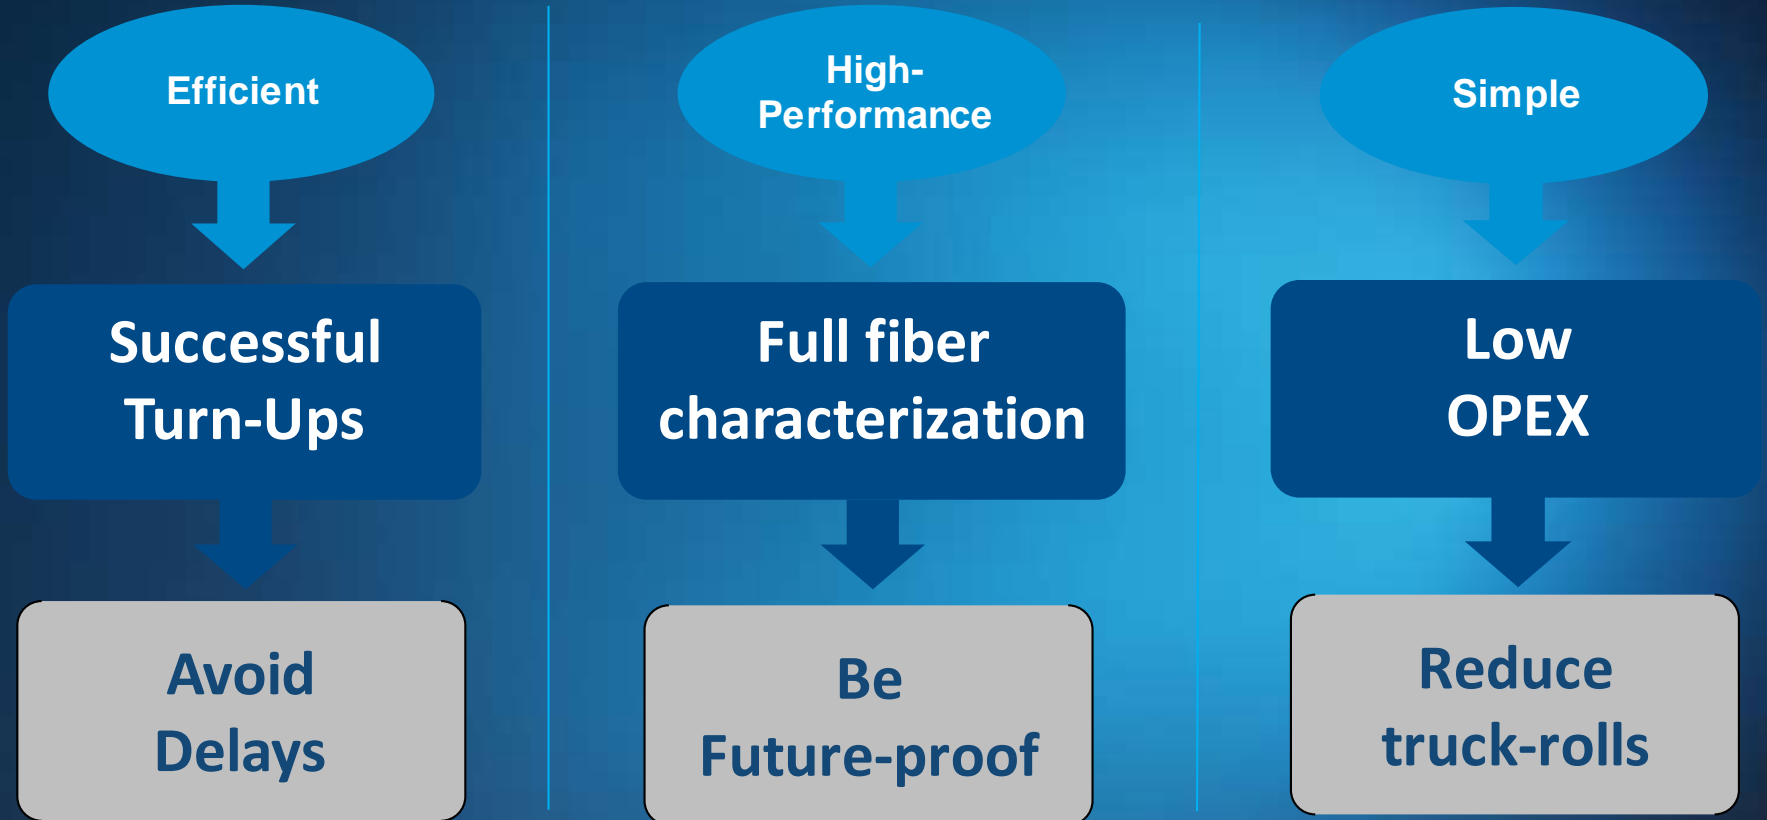 Efficient
Successful
Turn-Ups
Avoid
Delays
High-
Performance
Full fiber
characterization
Be
Future-proof
Simple
Low
OPEX
Reduce
truck-rolls